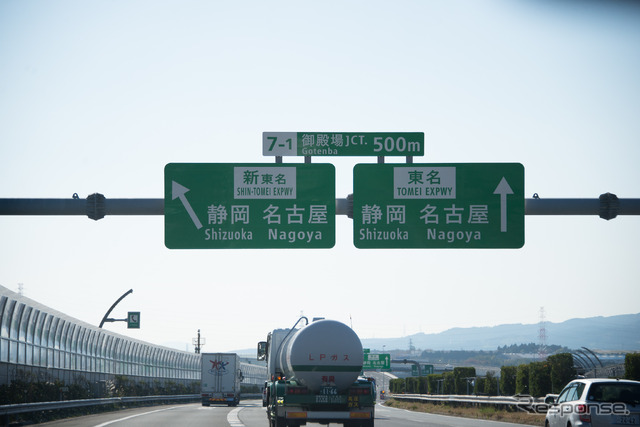 7-1 御殿場JCT. 500m
Gotenba
新東名
SHIN-TOMEI EXPWY
静岡 名古屋
Shizuoka Nagoya
東名
TOMEI EXPWY
静岡 名古屋
Shizuoka Nagoya
LPガス
Response.